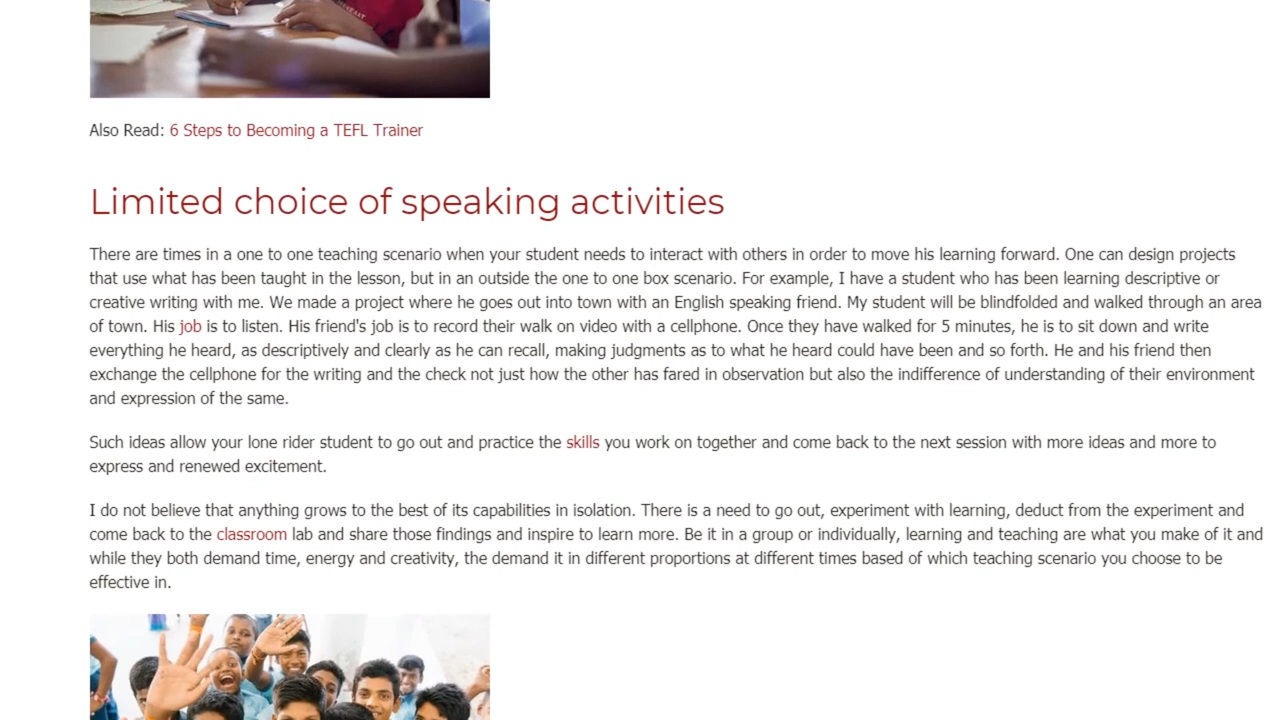 Also Read: 6 Steps to Becoming a TEFL Trainer
Limited choice of speaking activities
There are times in a one to one teaching scenario when your student needs to interact with others in order to move his learning forward. One can design projects
that use what has been taught in the lesson, but in an outside the one to one box scenario. For example, I have a student who has been learning descriptive or
creative writing with me. We made a project where he goes out into town with an English speaking friend. My student will be blindfolded and walked through an area
of town. His job is to listen. His friend's job is to record their walk on video with a cellphone. Once they have walked for 5 minutes, he is to sit down and write
everything he heard, as descriptively and clearly as he can recall, making judgments as to what he heard could have been and so forth. He and his friend then
exchange the cellphone for the writing and the check not just how the other has fared in observation but also the indifference of understanding of their environment
and expression of the same.
Such ideas allow your lone rider student to go out and practice the skills you work on together and come back to the next session with more ideas and more to
express and renewed excitement.
I do not believe that anything grows to the best of its capabilities in isolation. There is a need to go out, experiment with learning, deduct from the experiment and
come back to the classroom lab and share those findings and inspire to learn more. Be it in a group or individually, learning and teaching are what you make of it and
while they both demand time, energy and creativity, the demand it in different proportions at different times based of which teaching scenario you choose to be
effective in.